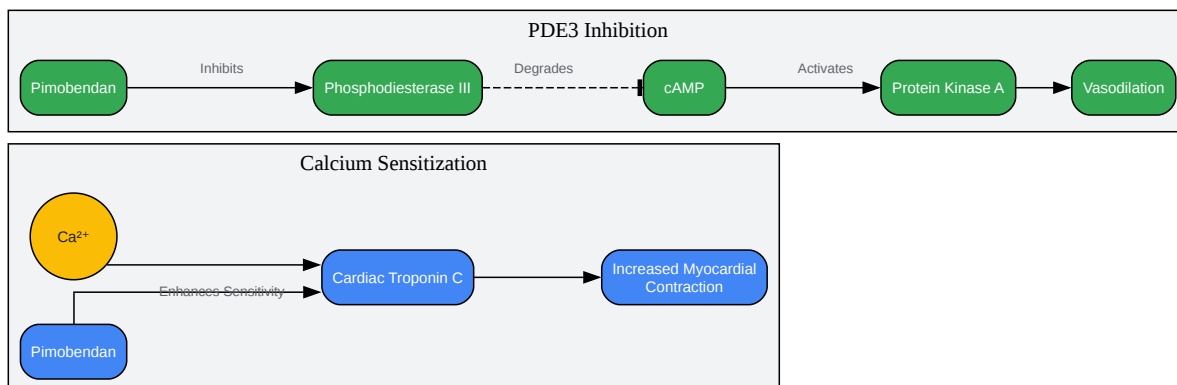 PDE3 Inhibition
Pimobendan
Inhibits
Phosphodiesterase III
Degrades
cAMP
Activates
Protein Kinase A
Vasodilation
Calcium Sensitization
Ca²⁺
Enhances Sensitivity
Cardiac Troponin C
Increased Myocardial
Contraction
Pimobendan